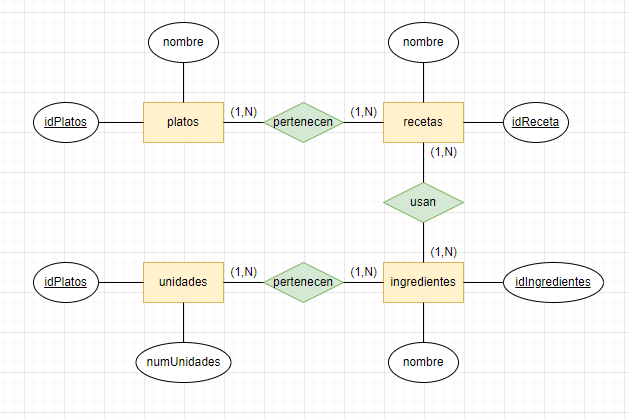 nombre
nombre
idPlatos
platos
(1,N)
pertenecen
(1,N)
recetas
idReceta
(1,N)
usan
(1,N)
idPlatos
unidades
(1,N)
pertenecen
(1,N)
ingredientes
idIngredientes
numUnidades
nombre